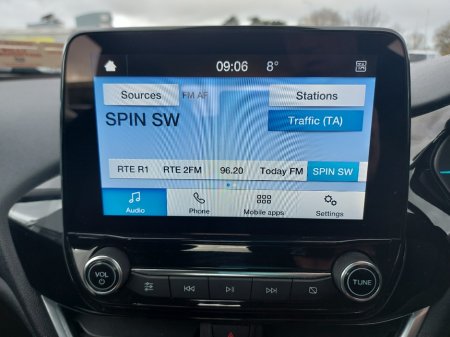 09:06 8° TA
Sources FM AF Stations
SPIN SW Traffic (TA)
RTE R1 RTE 2FM 96.20 Today FM SPIN SW
Audio Phone Mobile apps Settings
VOL TUNE